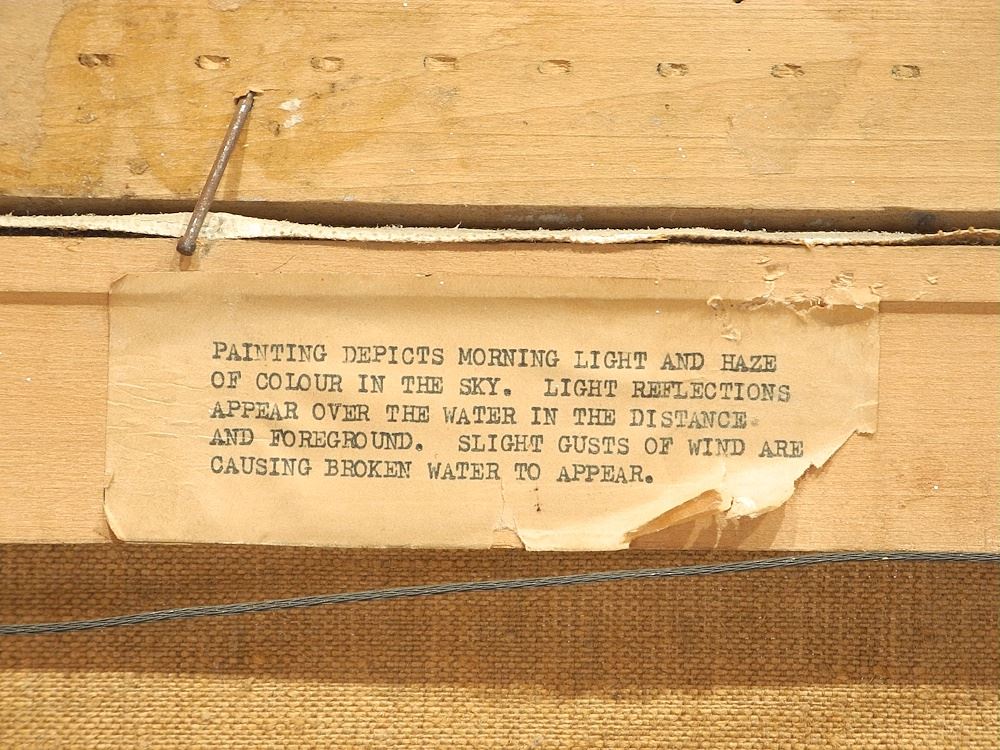 PAINTING DEPICTS MORNING LIGHT AND HAZE
OF COLOUR IN THE SKY. LIGHT REFLECTIONS
APPEAR OVER THE WATER IN THE DISTANCE
AND FOREGROUND. SLIGHT GUSTS OF WIND ARE
CAUSING BROKEN WATER TO APPEAR.